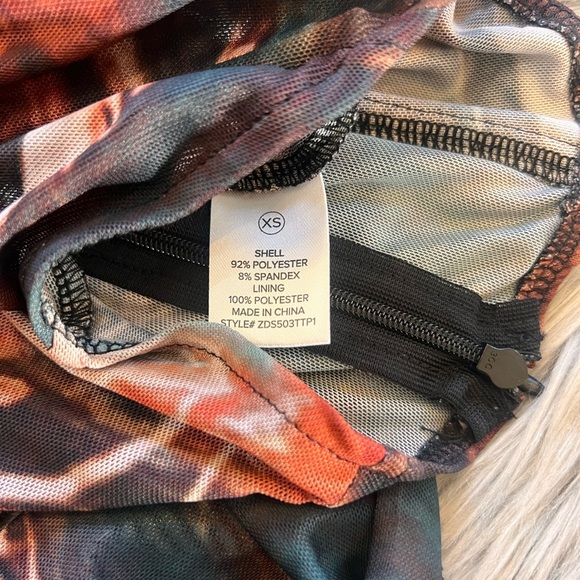 XS
SHELL
92% POLYESTER
8% SPANDEX
LINING
100% POLYESTER
MADE IN CHINA
STYLE# ZDS503TTP1